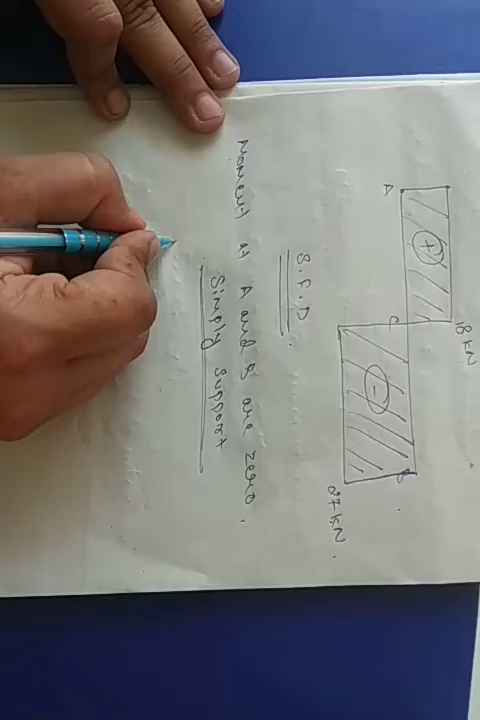 18 KN
A
C
B
27 KN.
S.F.D.
Moment at A and B are zero.
Simply support